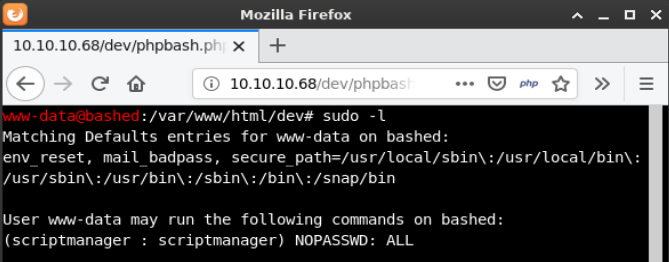 Mozilla Firefox
10.10.10.68/dev/phpbash.ph
10.10.10.68/dev/phpbash
php
www-data@bashed:/var/www/html/dev# sudo -l
Matching Defaults entries for www-data on bashed:
env_reset, mail_badpass, secure_path=/usr/local/sbin\:/usr/local/bin\:
/usr/sbin\:/usr/bin\:/sbin\:/bin\:/snap/bin
User www-data may run the following commands on bashed:
(scriptmanager : scriptmanager) NOPASSWD: ALL